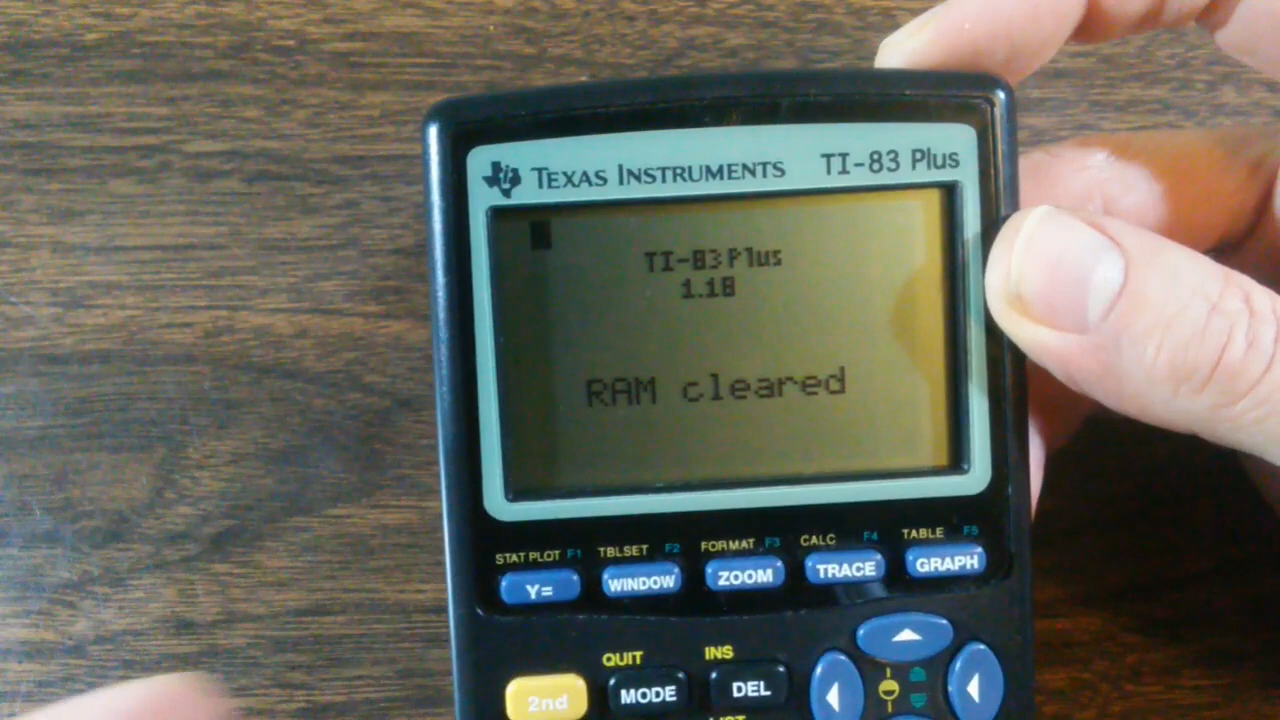 TEXAS INSTRUMENTS TI-83 Plus
TI-83 Plus
1.18
RAM cleared
STAT PLOT F1 TBLSET F2 FORMAT F3 CALC F4 TABLE F5
Y= WINDOW ZOOM TRACE GRAPH
QUIT INS
2nd MODE DEL
LIST